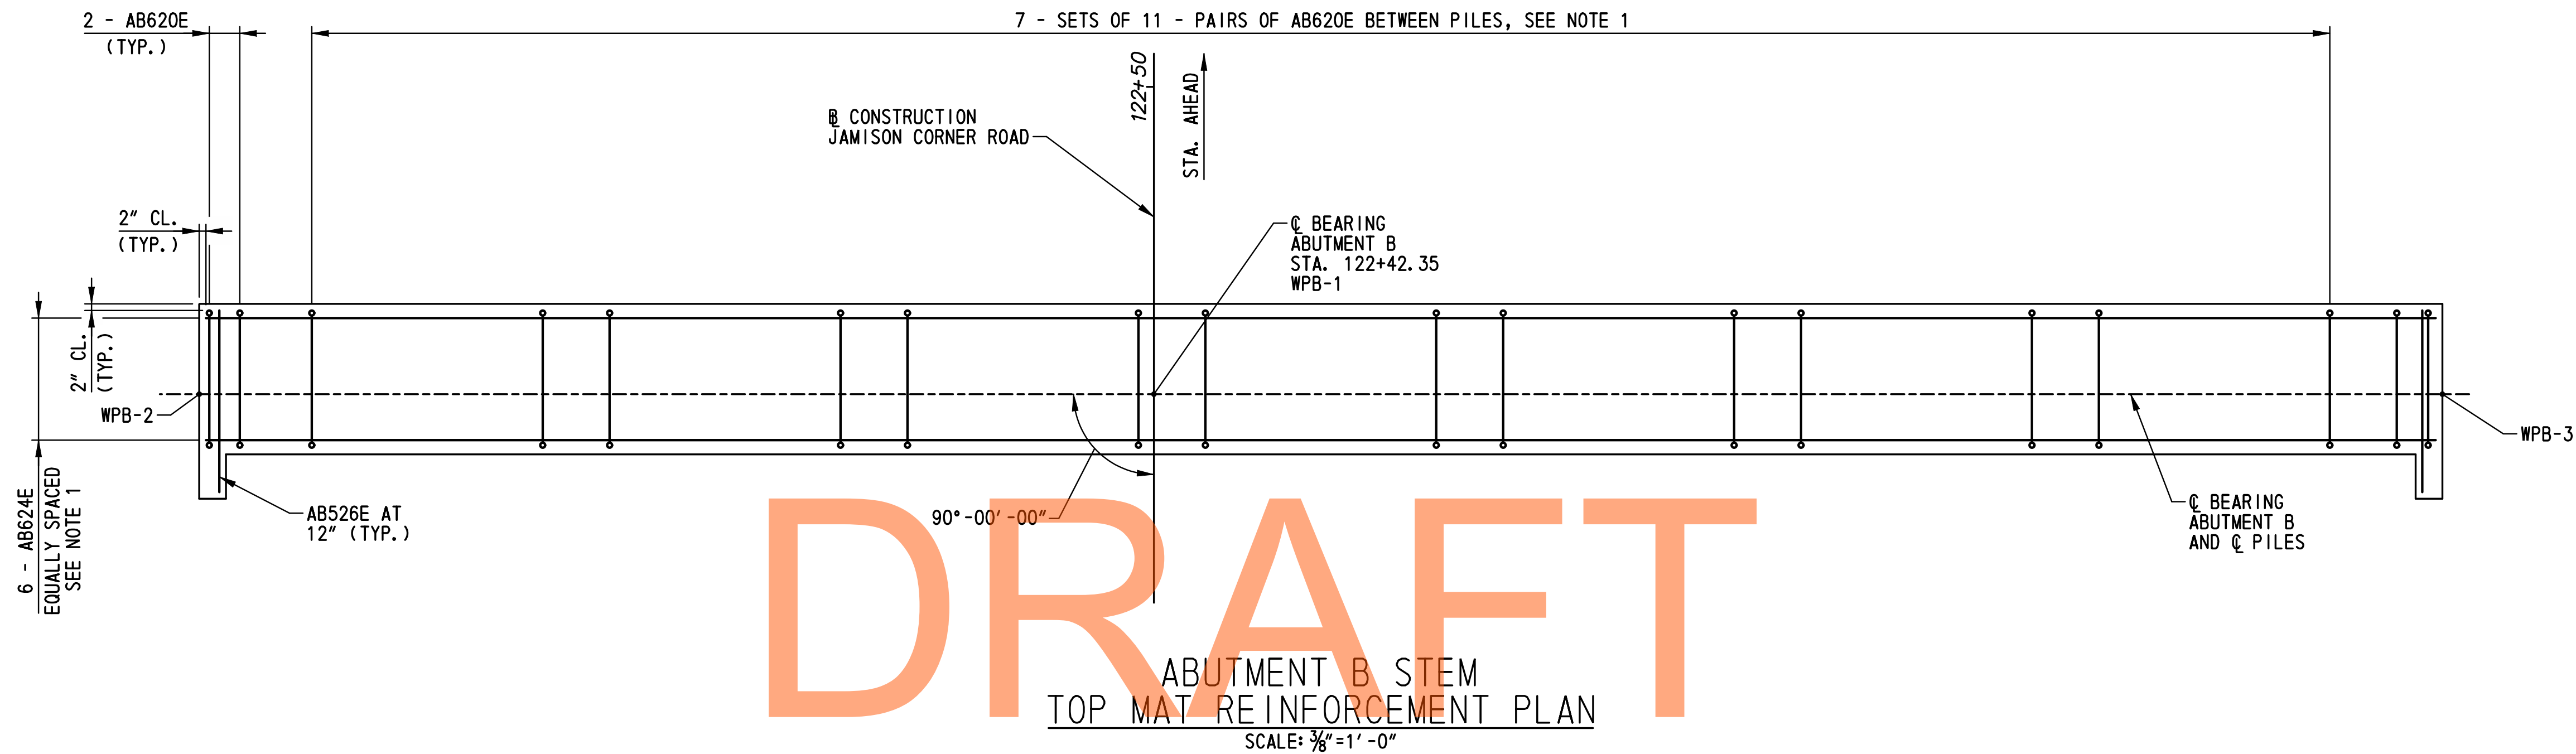 2 - AB620E
(TYP.)
7 - SETS OF 11 - PAIRS OF AB620E BETWEEN PILES, SEE NOTE 1
122+50
STA. AHEAD
℄ CONSTRUCTION
JAMISON CORNER ROAD
2" CL.
(TYP.)
℄ BEARING
ABUTMENT B
STA. 122+42.35
WPB-1
2" CL.
(TYP.)
WPB-2
WPB-3
6 - AB624E
EQUALLY SPACED
SEE NOTE 1
AB526E AT
12" (TYP.)
90°-00'-00"
℄ BEARING
ABUTMENT B
AND ℄ PILES
DRAFT
ABUTMENT B STEM
TOP MAT REINFORCEMENT PLAN
SCALE: 3/8"=1'-0"